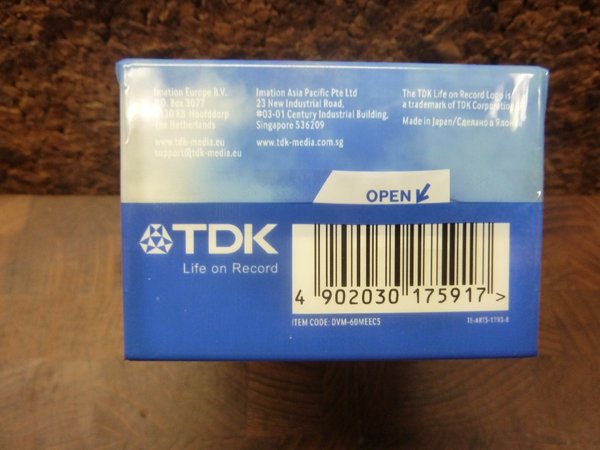 Imation Europe B.V.
P.O. Box 3077
2130 KB Hoofddorp
The Netherlands
www.tdk-media.eu
support@tdk-media.eu
Imation Asia Pacific Pte Ltd
23 New Industrial Road,
#03-01 Century Industrial Building,
Singapore 536209
www.tdk-media.com.sg
The TDK Life on Record Logo is
a trademark of TDK Corporation
Made in Japan/Сделано в Японии
OPEN
TDK
Life on Record
4 902030 175917 >
ITEM CODE: DVM-60MEEC5